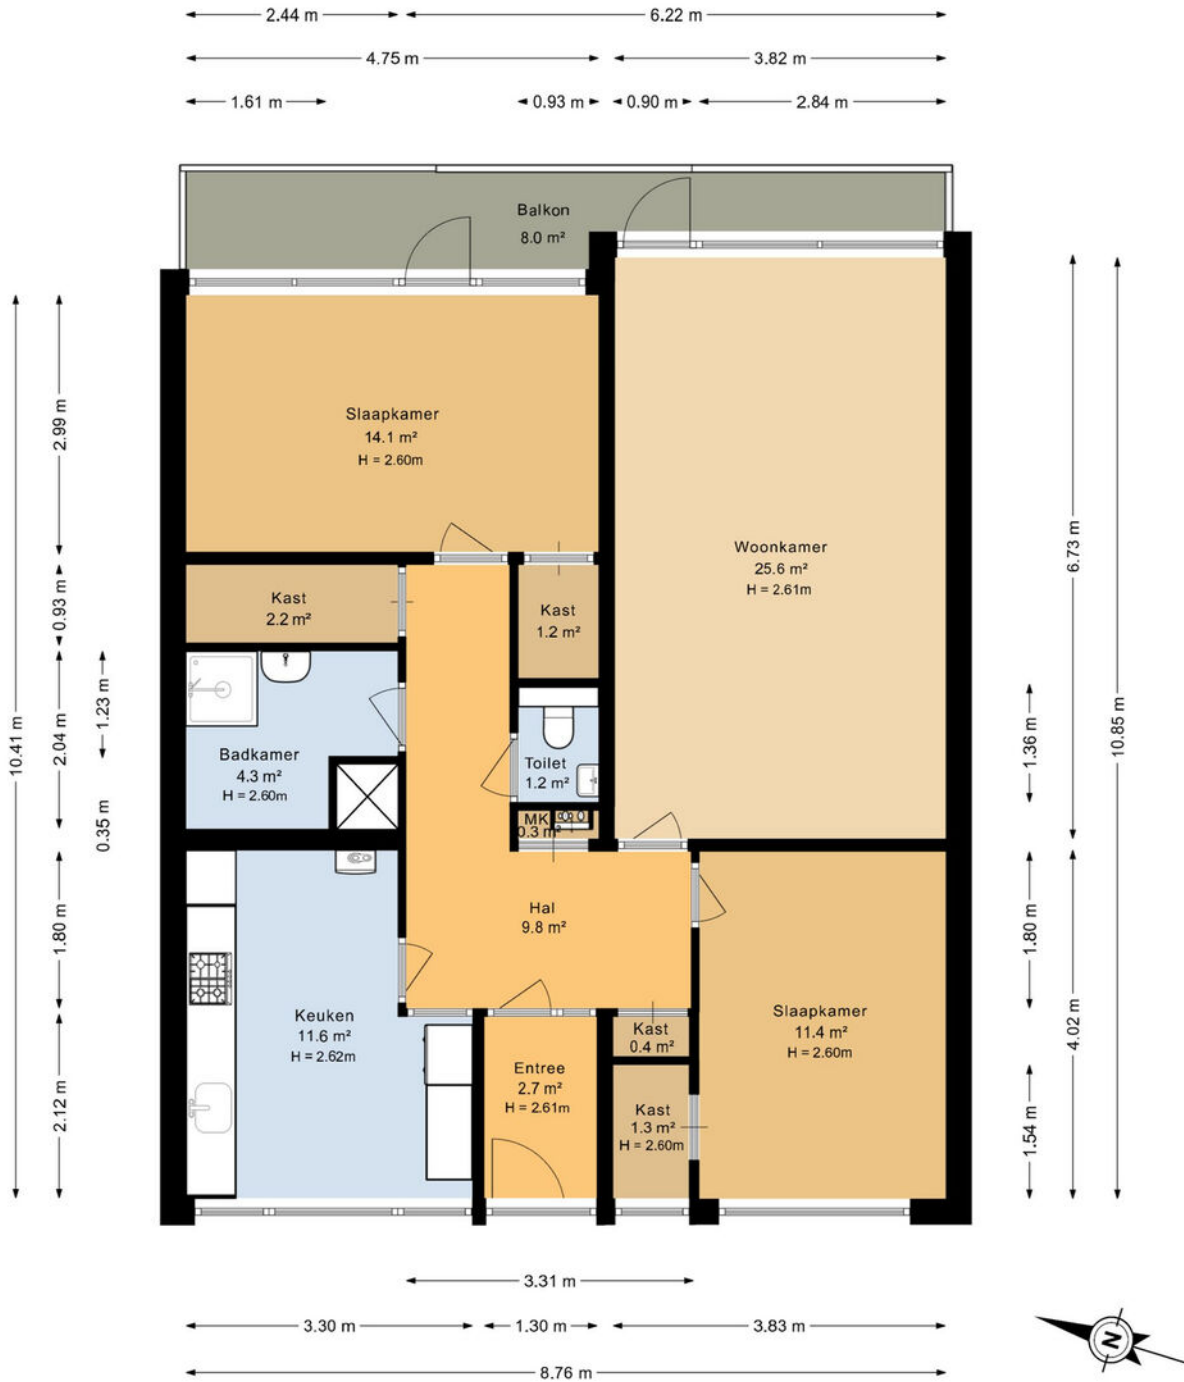 2.44 m
6.22 m
4.75 m
3.82 m
1.61 m
0.93 m
0.90 m
2.84 m
Balkon
8.0 m²
Slaapkamer
14.1 m²
H = 2.60m
Woonkamer
25.6 m²
H = 2.61m
Kast
2.2 m²
Kast
1.2 m²
Badkamer
4.3 m²
H = 2.60m
Toilet
1.2 m²
MK
0.3 m²
Hal
9.8 m²
Keuken
11.6 m²
H = 2.62m
Entree
2.7 m²
H = 2.61m
Kast
0.4 m²
Kast
1.3 m²
H = 2.60m
Slaapkamer
11.4 m²
H = 2.60m
10.41 m
2.99 m
0.93 m
2.04 m
1.80 m
2.12 m
1.23 m
0.35 m
1.36 m
1.80 m
1.54 m
6.73 m
4.02 m
10.85 m
3.31 m
3.30 m
1.30 m
3.83 m
8.76 m
N